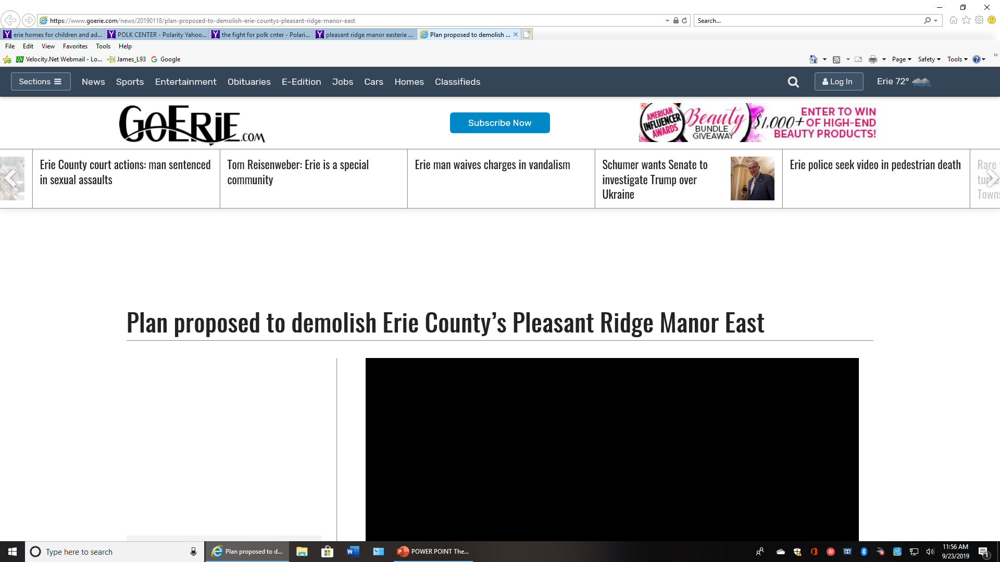 https://www.goerie.com/news/20190118/plan-proposed-to-demolish-erie-countys-pleasant-ridge-manor-east
Search...
erie homes for children and ad...
POLK CENTER - Polarity Yahoo...
the fight for polk cnter - Polari...
pleasant ridge manor easterie ...
Plan proposed to demolish ...
File Edit View Favorites Tools Help
Velocity.Net Webmail - Lo... James_L93 Google
Page Safety Tools
Sections News Sports Entertainment Obituaries E-Edition Jobs Cars Homes Classifieds
Log In Erie 72°
GOERIE.COM
Subscribe Now
AMERICAN INFLUENCER AWARDS
Beauty BUNDLE GIVEAWAY
ENTER TO WIN
$1,000+ OF HIGH-END
BEAUTY PRODUCTS!
Erie County court actions: man sentenced
in sexual assaults
Tom Reisenweber: Erie is a special
community
Erie man waives charges in vandalism
Schumer wants Senate to
investigate Trump over
Ukraine
Erie police seek video in pedestrian death
Rare
Towns
Plan proposed to demolish Erie County’s Pleasant Ridge Manor East
Type here to search
Plan proposed to d...
POWER POINT The...
11:56 AM
9/23/2019
1